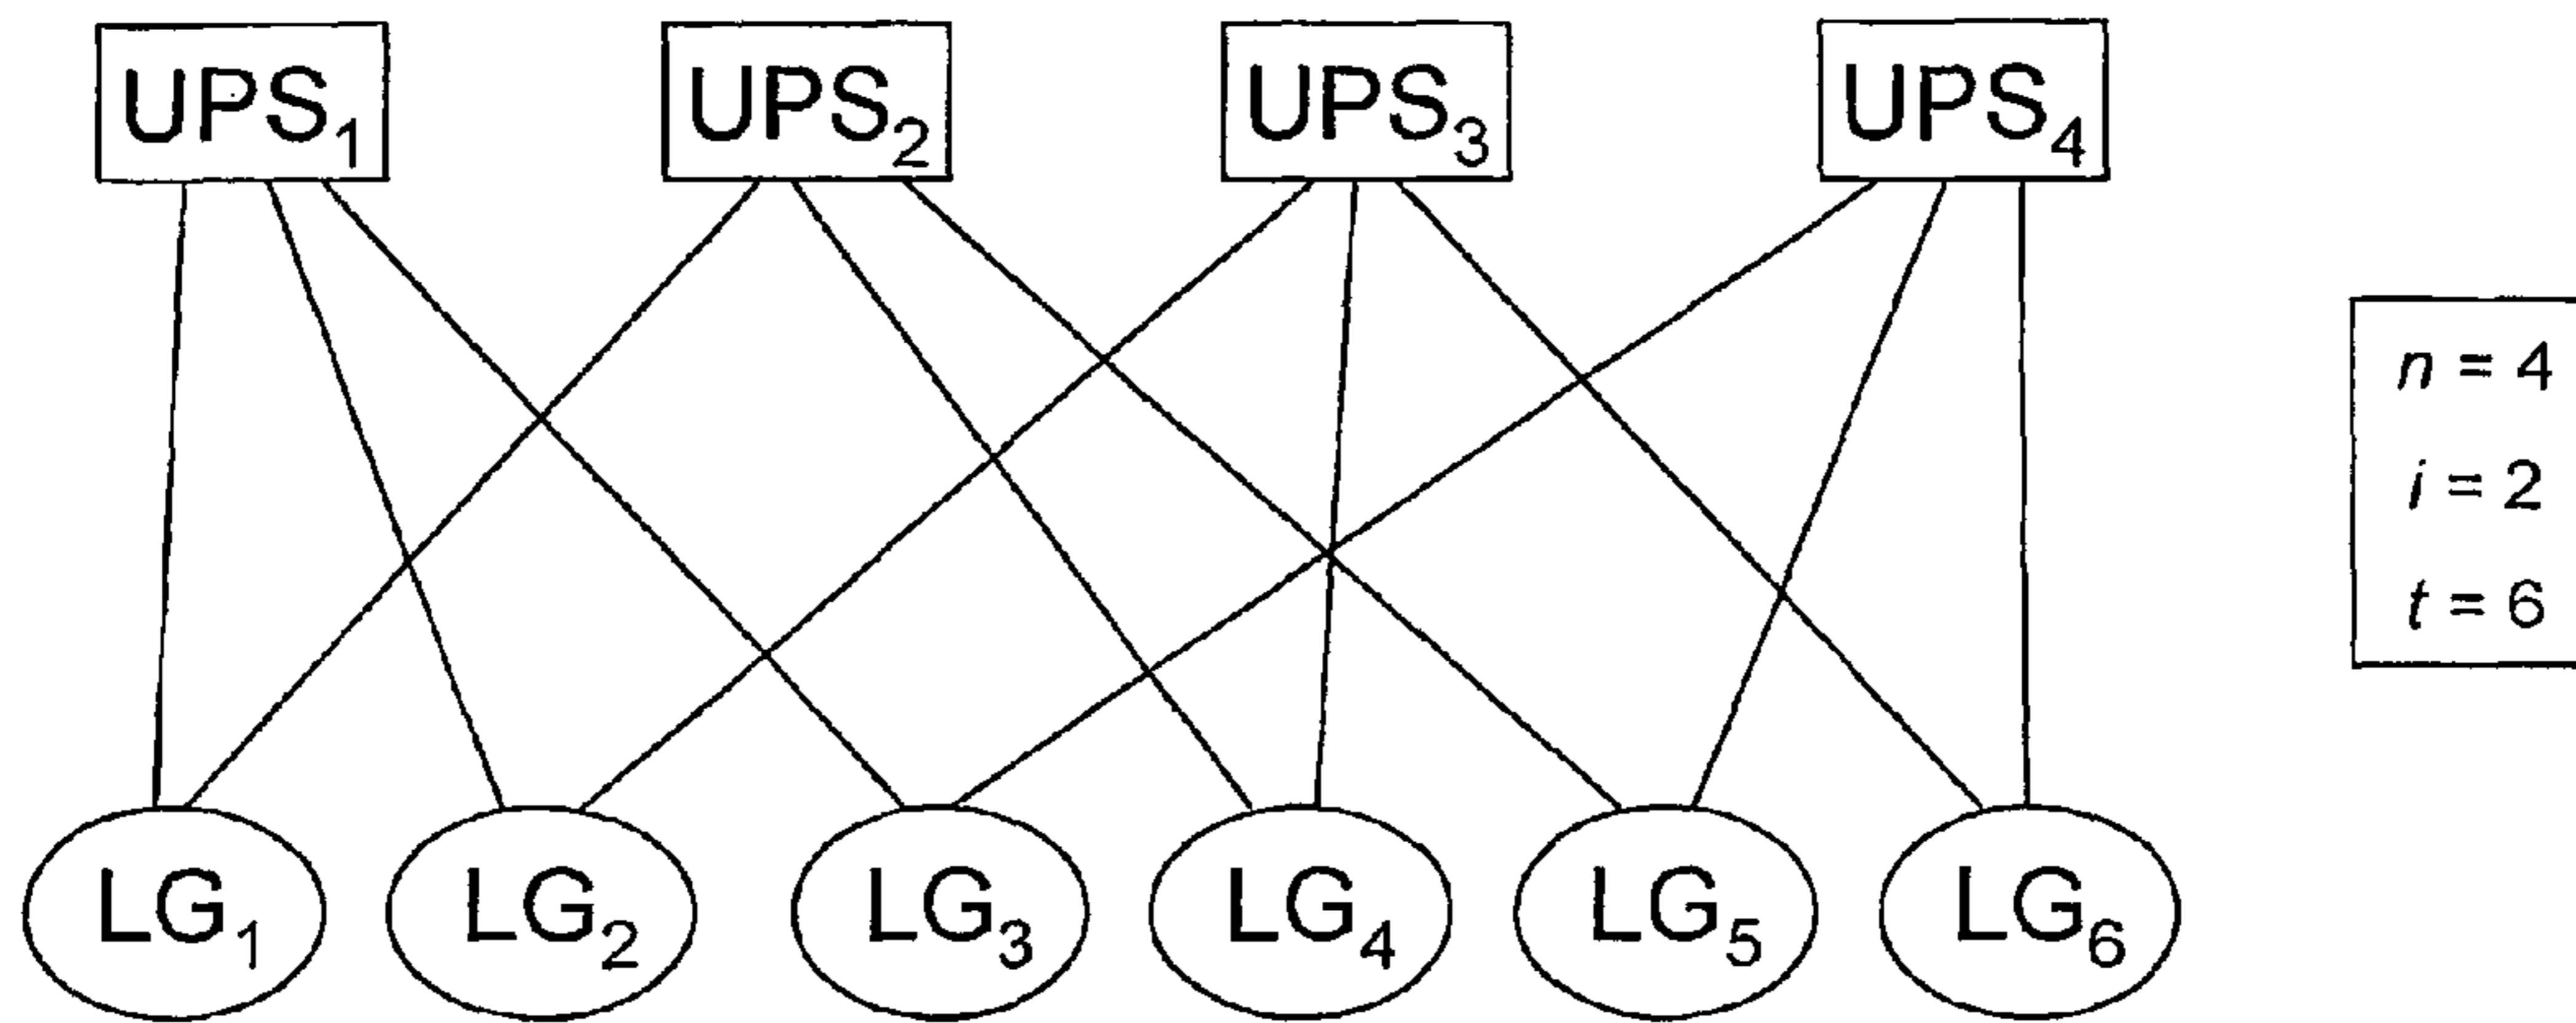 UPS₁ UPS₂ UPS₃ UPS₄
n = 4
i = 2
t = 6
LG₁ LG₂ LG₃ LG₄ LG₅ LG₆